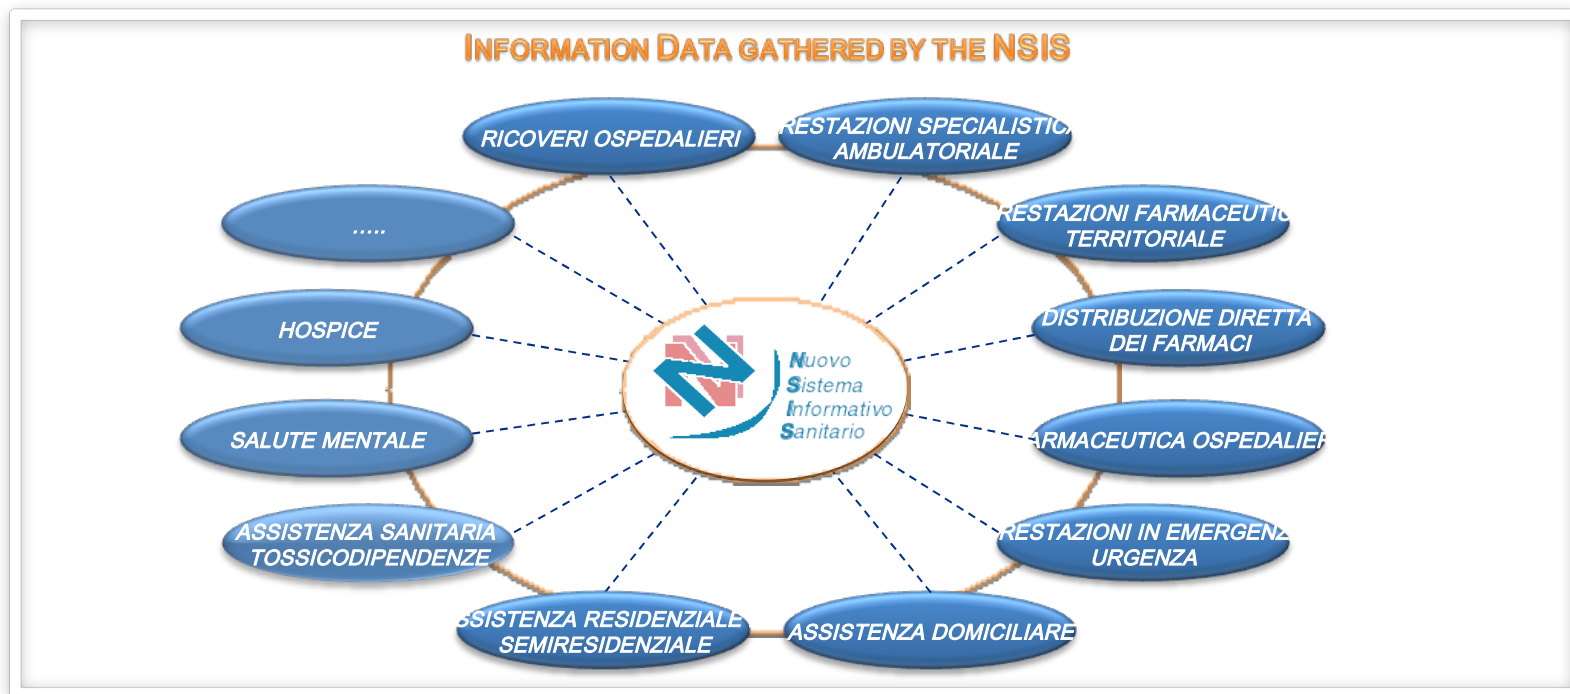 INFORMATION DATA GATHERED BY THE NSIS
RICOVERI OSPEDALIERI
RESTAZIONI SPECIALISTICA
AMBULATORIALE
.....
RESTAZIONI FARMACEUTIC
TERRITORIALE
HOSPICE
DISTRIBUZIONE DIRETTA
DEI FARMACI
Nuovo
Sistema
Informativo
Sanitario
SALUTE MENTALE
ARMACEUTICA OSPEDALIER
ASSISTENZA SANITARIA
TOSSICODIPENDENZE
RESTAZIONI IN EMERGENZ
URGENZA
SSISTENZA RESIDENZIALE
SEMIRESIDENZIALE
ASSISTENZA DOMICILIARE